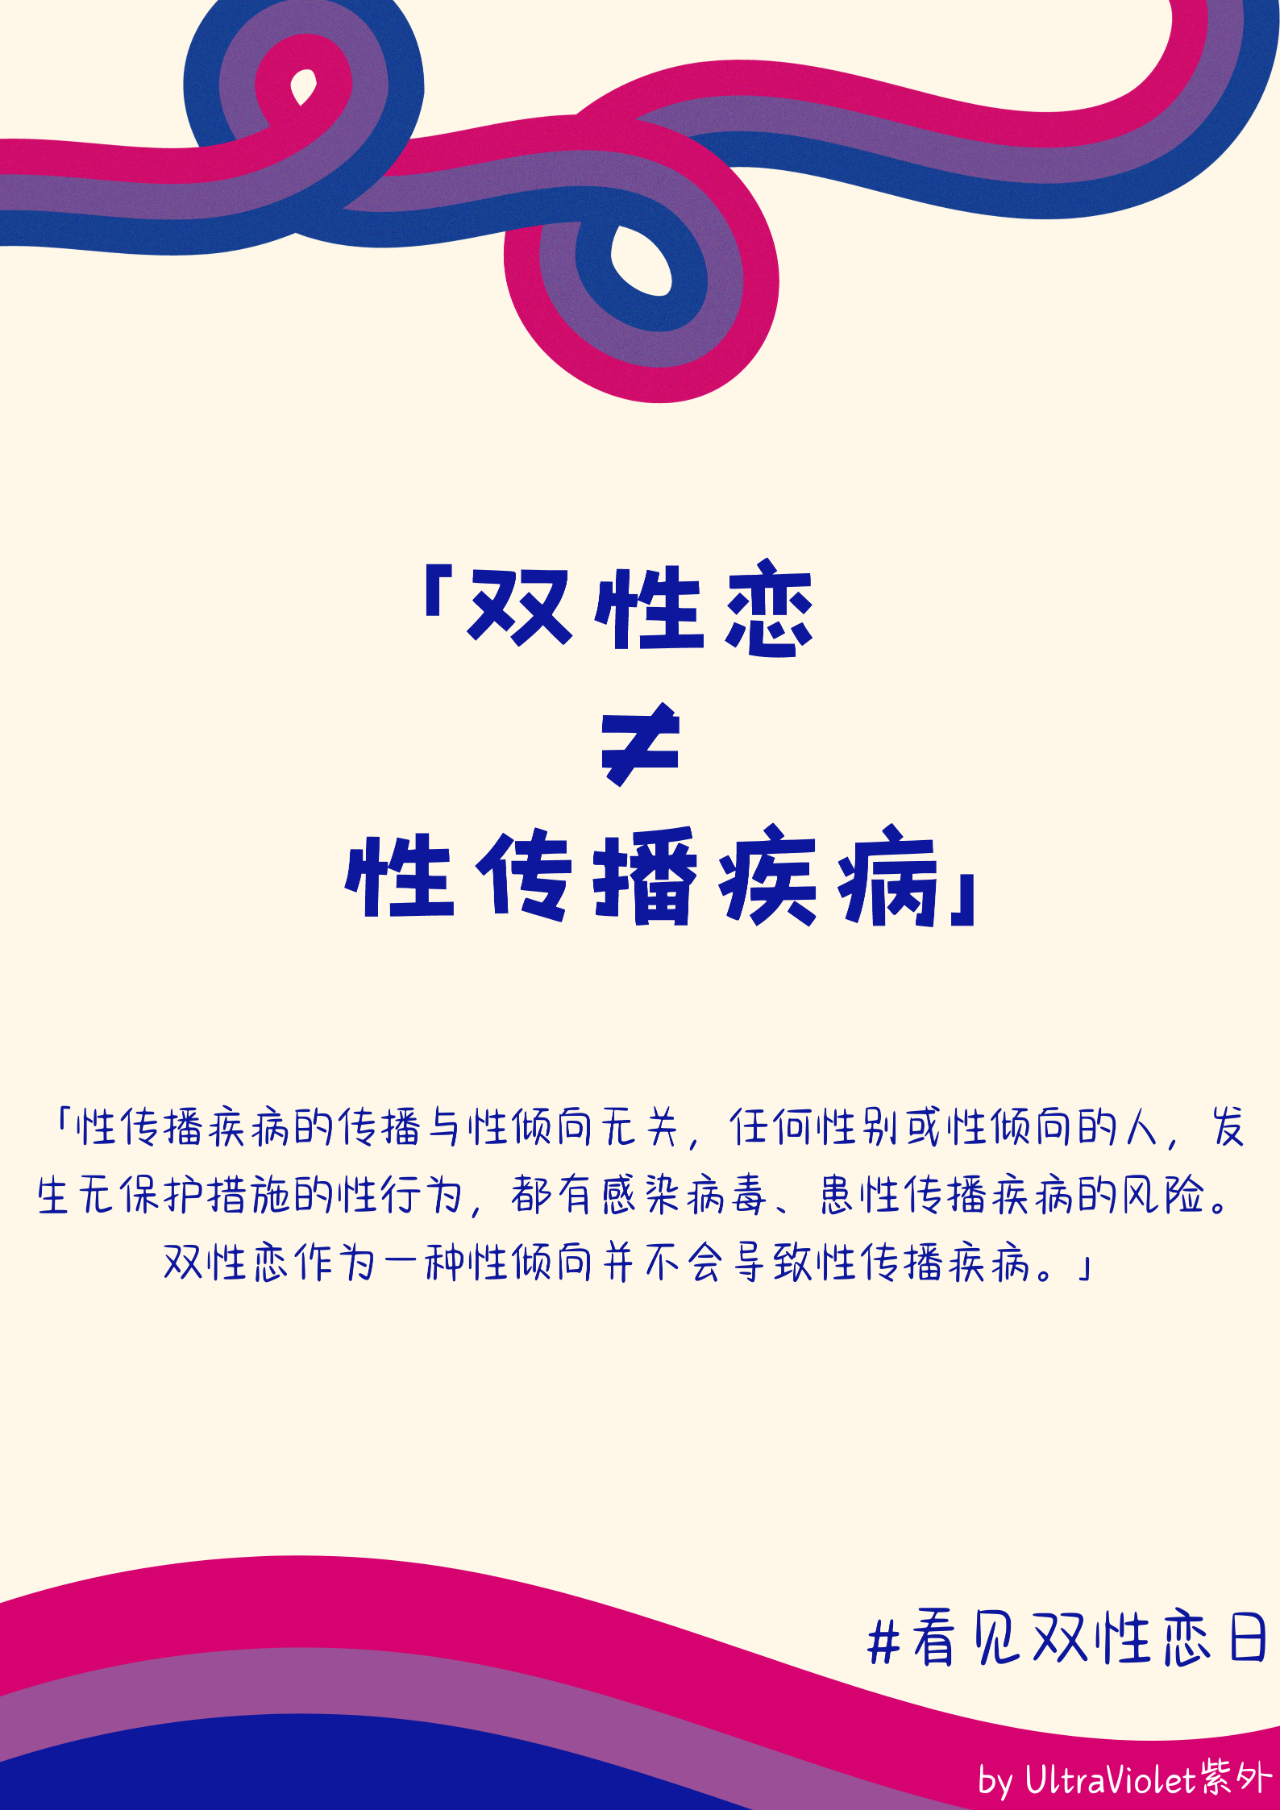 「双性恋
≠
性传播疾病」
「性传播疾病的传播与性倾向无关，任何性别或性倾向的人，发
生无保护措施的性行为，都有感染病毒、患性传播疾病的风险。
双性恋作为一种性倾向并不会导致性传播疾病。」
#看见双性恋日
by UltraViolet紫外